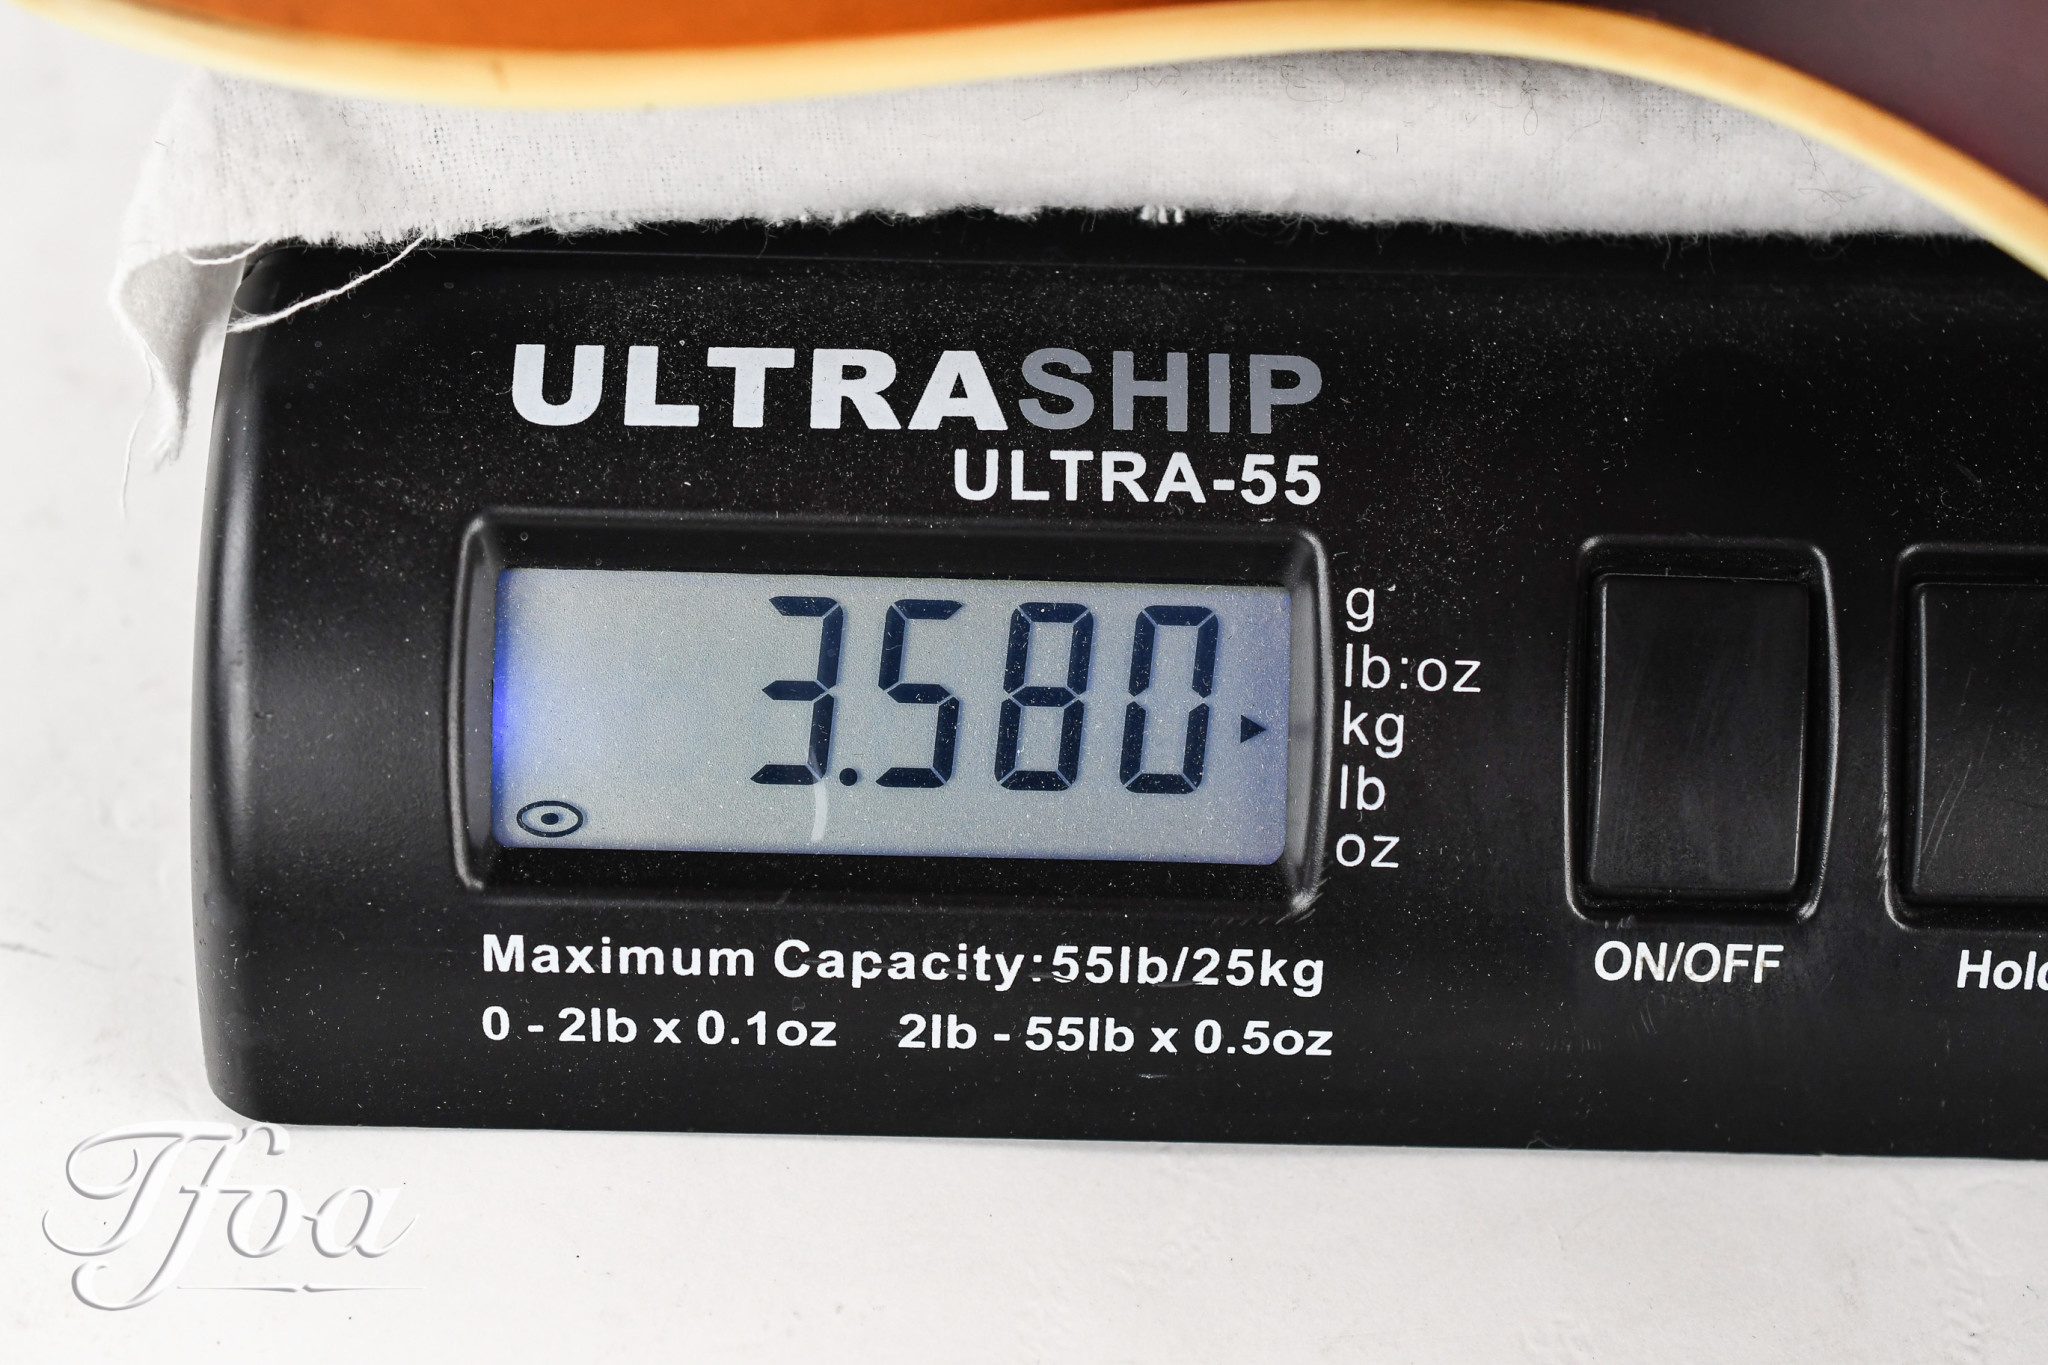 ULTRASHIP
ULTRA-55
3.580
g
lb:oz
kg
lb
oz
ON/OFF
Hold
Maximum Capacity:55lb/25kg
0 - 2lb x 0.1oz 2lb - 55lb x 0.5oz
Tfoa